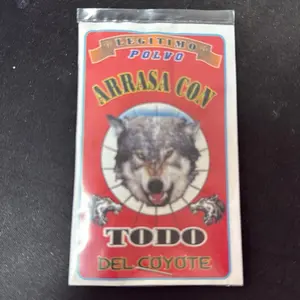 LEGITIMO
POLVO
ARRASA CON
TODO
DEL COYOTE